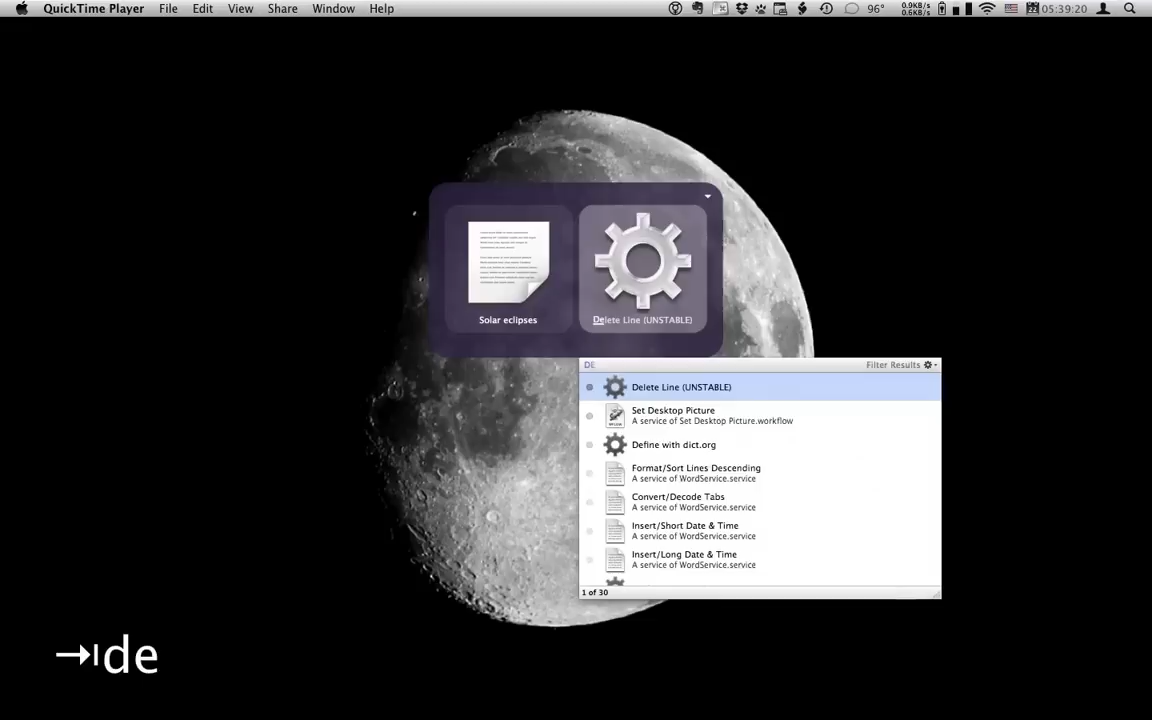 QuickTime Player File Edit View Share Window Help 96° 0.9KB/s 0.6KB/s 05:39:20
Solar eclipses
Delete Line (UNSTABLE)
DE Filter Results
Delete Line (UNSTABLE)
Set Desktop Picture
A service of Set Desktop Picture.workflow
Define with dict.org
Format/Sort Lines Descending
A service of WordService.service
Convert/Decode Tabs
A service of WordService.service
Insert/Short Date & Time
A service of WordService.service
Insert/Long Date & Time
A service of WordService.service
1 of 30
de